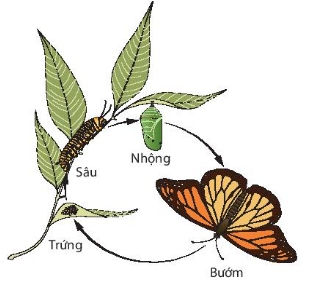 Nhộng
Sâu
Trứng
Bướm